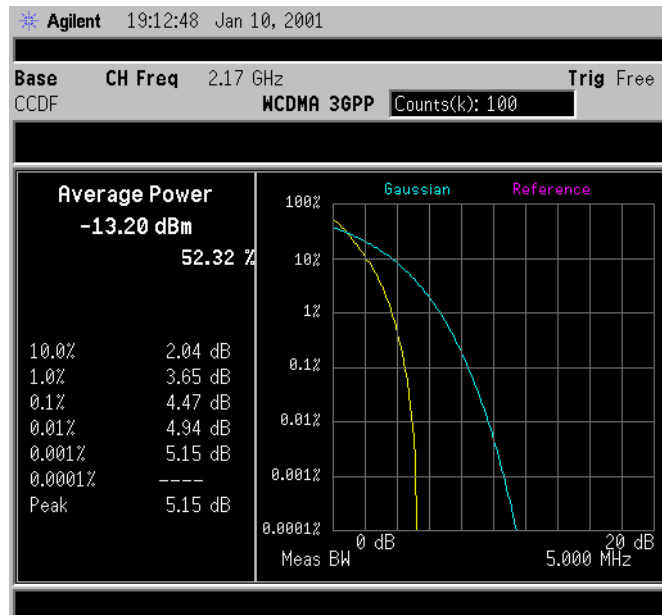 Agilent 19:12:48 Jan 10, 2001
Base CH Freq 2.17 GHz Trig Free
CCDF WCDMA 3GPP Counts(k): 100
Average Power
-13.20 dBm
52.32 %
10.0% 2.04 dB
1.0% 3.65 dB
0.1% 4.47 dB
0.01% 4.94 dB
0.001% 5.15 dB
0.0001% ----
Peak 5.15 dB
Gaussian Reference
100%
10%
1%
0.1%
0.01%
0.001%
0.0001%
0 dB 20 dB
Meas BW 5.000 MHz